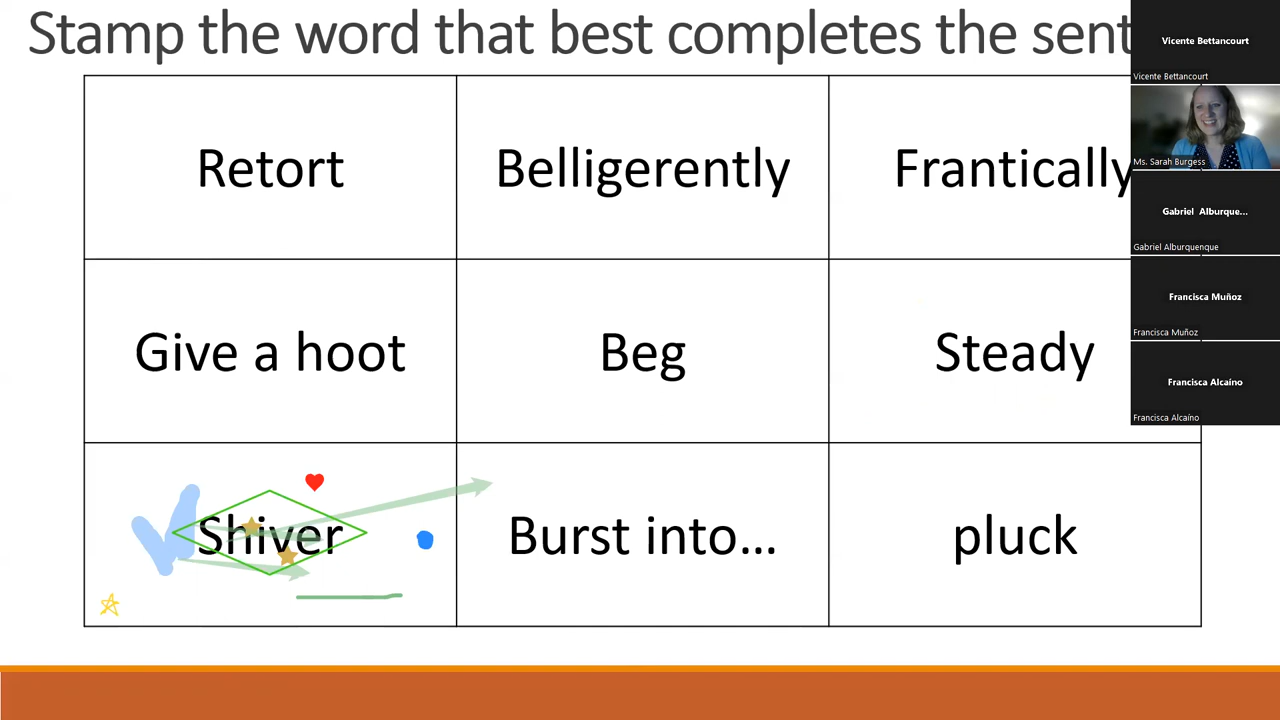 Stamp the word that best completes the sent
Retort Belligerently Frantically
Give a hoot Beg Steady
Shiver Burst into... pluck
Vicente Bettancourt
Vicente Bettancourt
Ms. Sarah Burgess
Gabriel Alburque...
Gabriel Alburquenque
Francisca Muñoz
Francisca Muñoz
Francisca Alcaíno
Francisca Alcaíno